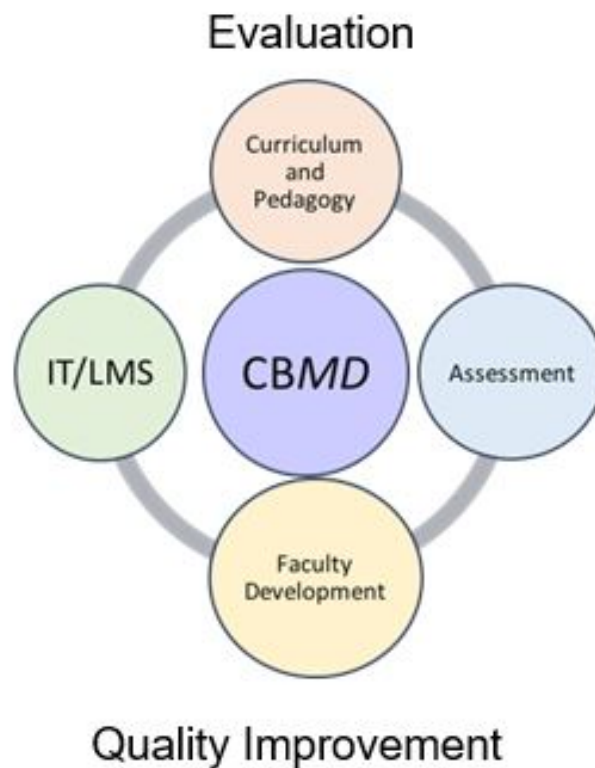 Evaluation
Curriculum
and
Pedagogy
IT/LMS
CBMD
Assessment
Faculty
Development
Quality Improvement